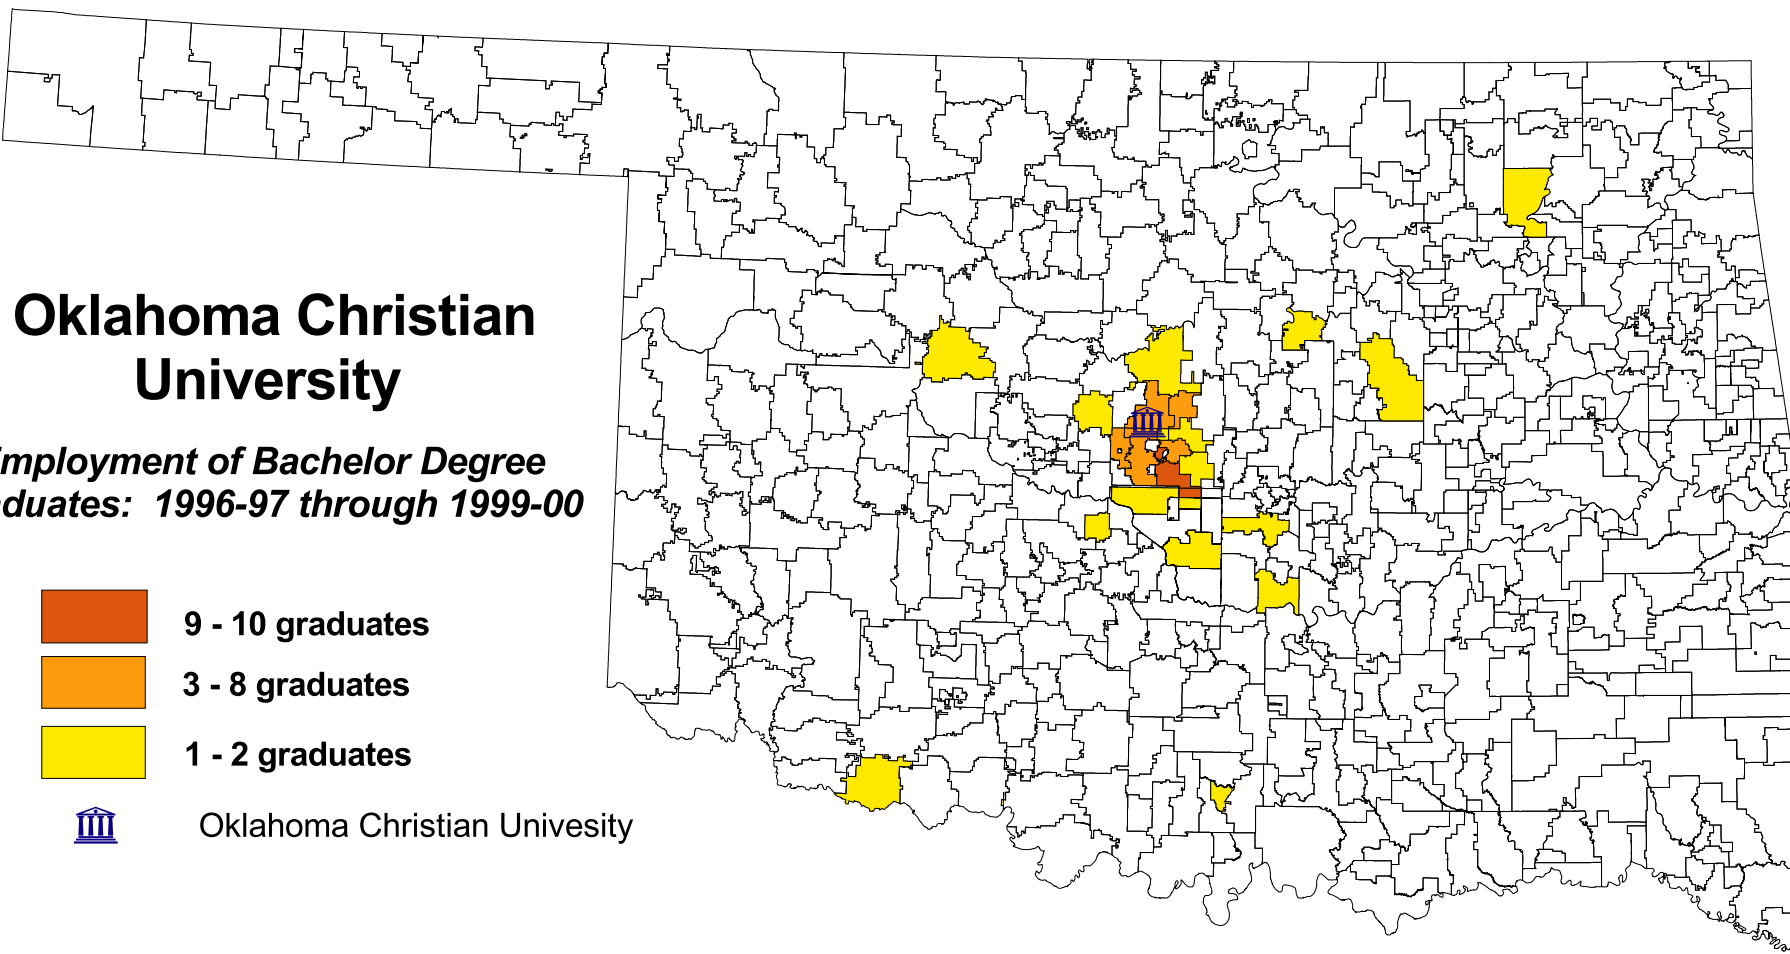 Oklahoma Christian
University
mployment of Bachelor Degree
duates: 1996-97 through 1999-00
9 - 10 graduates
3 - 8 graduates
1 - 2 graduates
Oklahoma Christian Univesity